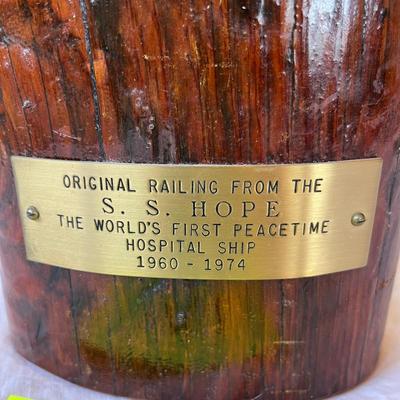 ORIGINAL RAILING FROM THE
S. S. HOPE
THE WORLD'S FIRST PEACETIME
HOSPITAL SHIP
1960 - 1974